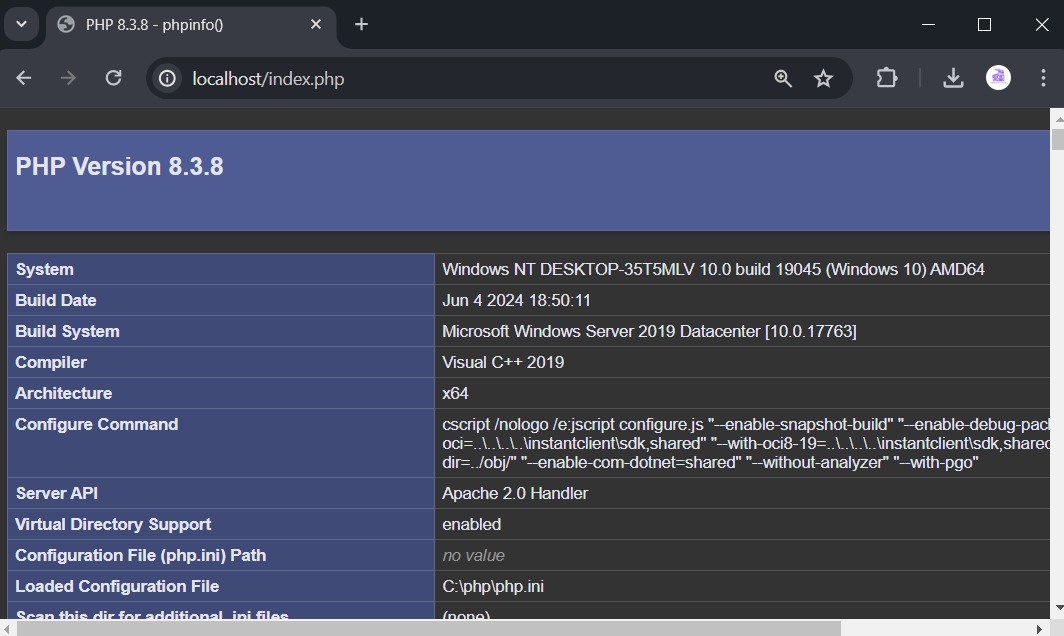 PHP 8.3.8 - phpinfo()
localhost/index.php
PHP Version 8.3.8
System Windows NT DESKTOP-35T5MLV 10.0 build 19045 (Windows 10) AMD64
Build Date Jun 4 2024 18:50:11
Build System Microsoft Windows Server 2019 Datacenter [10.0.17763]
Compiler Visual C++ 2019
Architecture x64
Configure Command cscript /nologo /e:jscript configure.js "--enable-snapshot-build" "--enable-debug-pack
oci=..\..\..\..\instantclient\sdk,shared" "--with-oci8-19=..\..\..\..\instantclient\sdk,shared
dir=../obj/" "--enable-com-dotnet=shared" "--without-analyzer" "--with-pgo"
Server API Apache 2.0 Handler
Virtual Directory Support enabled
Configuration File (php.ini) Path no value
Loaded Configuration File C:\php\php.ini
Scan this dir for additional .ini files (none)